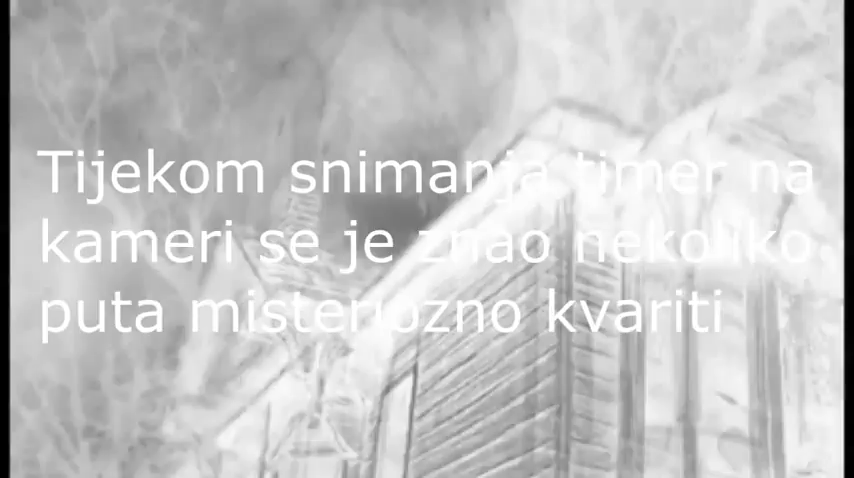 Tijekom snimanja timer na
kameri se je znao nekoliko
puta misteriozno kvariti